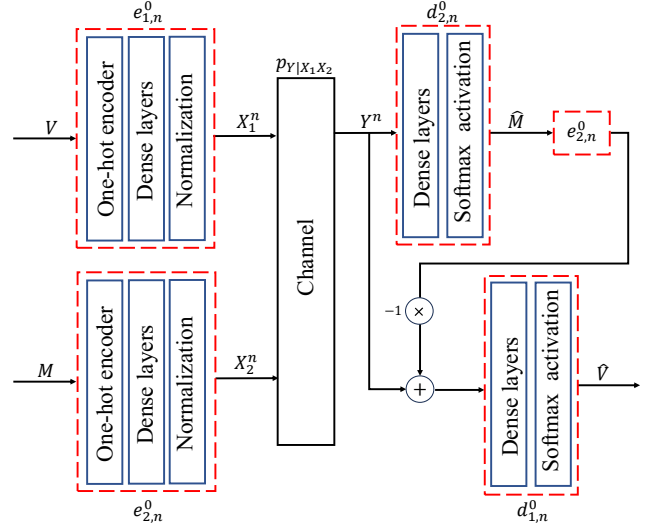 $e_{1,n}^{0}$
V
One-hot encoder
Dense layers
Normalization
$X_1^n$
M
One-hot encoder
Dense layers
Normalization
$e_{2,n}^{0}$
$X_2^n$
$p_{Y|X_1X_2}$
Channel
$Y^n$
$d_{2,n}^{0}$
Dense layers
Softmax activation
$\hat{M}$
$e_{2,n}^{0}$
−1
×
+
Dense layers
Softmax activation
$d_{1,n}^{0}$
$\hat{V}$